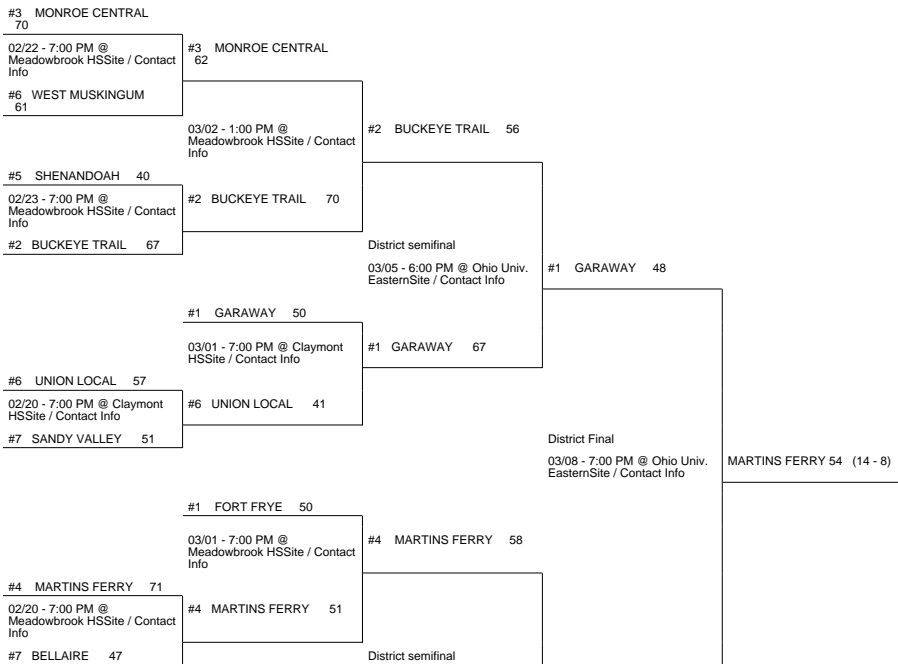 #3 MONROE CENTRAL
70
02/22 - 7:00 PM @
Meadowbrook HSSite / Contact
Info
#6 WEST MUSKINGUM
61
#3 MONROE CENTRAL
62
03/02 - 1:00 PM @
Meadowbrook HSSite / Contact
Info
#5 SHENANDOAH 40
02/23 - 7:00 PM @
Meadowbrook HSSite / Contact
Info
#2 BUCKEYE TRAIL 67
#2 BUCKEYE TRAIL 70
#2 BUCKEYE TRAIL 56
District semifinal
03/05 - 6:00 PM @ Ohio Univ.
EasternSite / Contact Info
#1 GARAWAY 48
#1 GARAWAY 50
03/01 - 7:00 PM @ Claymont
HSSite / Contact Info
#1 GARAWAY 67
#6 UNION LOCAL 57
02/20 - 7:00 PM @ Claymont
HSSite / Contact Info
#7 SANDY VALLEY 51
#6 UNION LOCAL 41
District Final
03/08 - 7:00 PM @ Ohio Univ.
EasternSite / Contact Info
MARTINS FERRY 54 (14 - 8)
#1 FORT FRYE 50
03/01 - 7:00 PM @
Meadowbrook HSSite / Contact
Info
#4 MARTINS FERRY 58
#4 MARTINS FERRY 71
02/20 - 7:00 PM @
Meadowbrook HSSite / Contact
Info
#7 BELLAIRE 47
#4 MARTINS FERRY 51
District semifinal